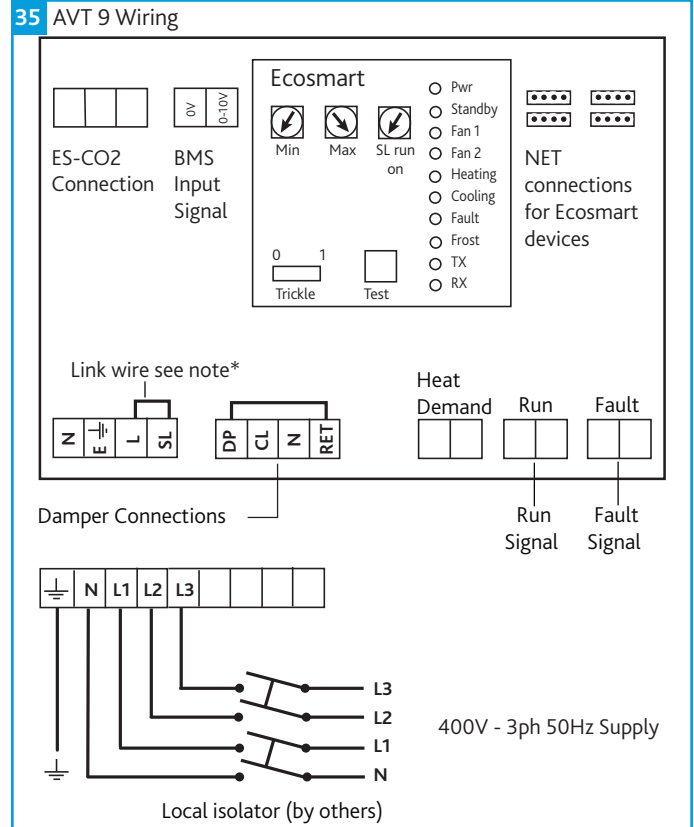 35 AVT 9 Wiring
Ecosmart
0V
0-10V
Min
Max
SL run
on
Pwr
Standby
Fan 1
Fan 2
Heating
Cooling
Fault
Frost
TX
RX
ES-CO2
Connection
BMS
Input
Signal
NET
connections
for Ecosmart
devices
0 1
Trickle
Test
Link wire see note*
N
E
L
SL
DP
CL
N
RET
Heat
Demand
Run
Fault
Damper Connections
Run
Signal
Fault
Signal
N L1 L2 L3
L3
L2
L1
N
400V - 3ph 50Hz Supply
Local isolator (by others)